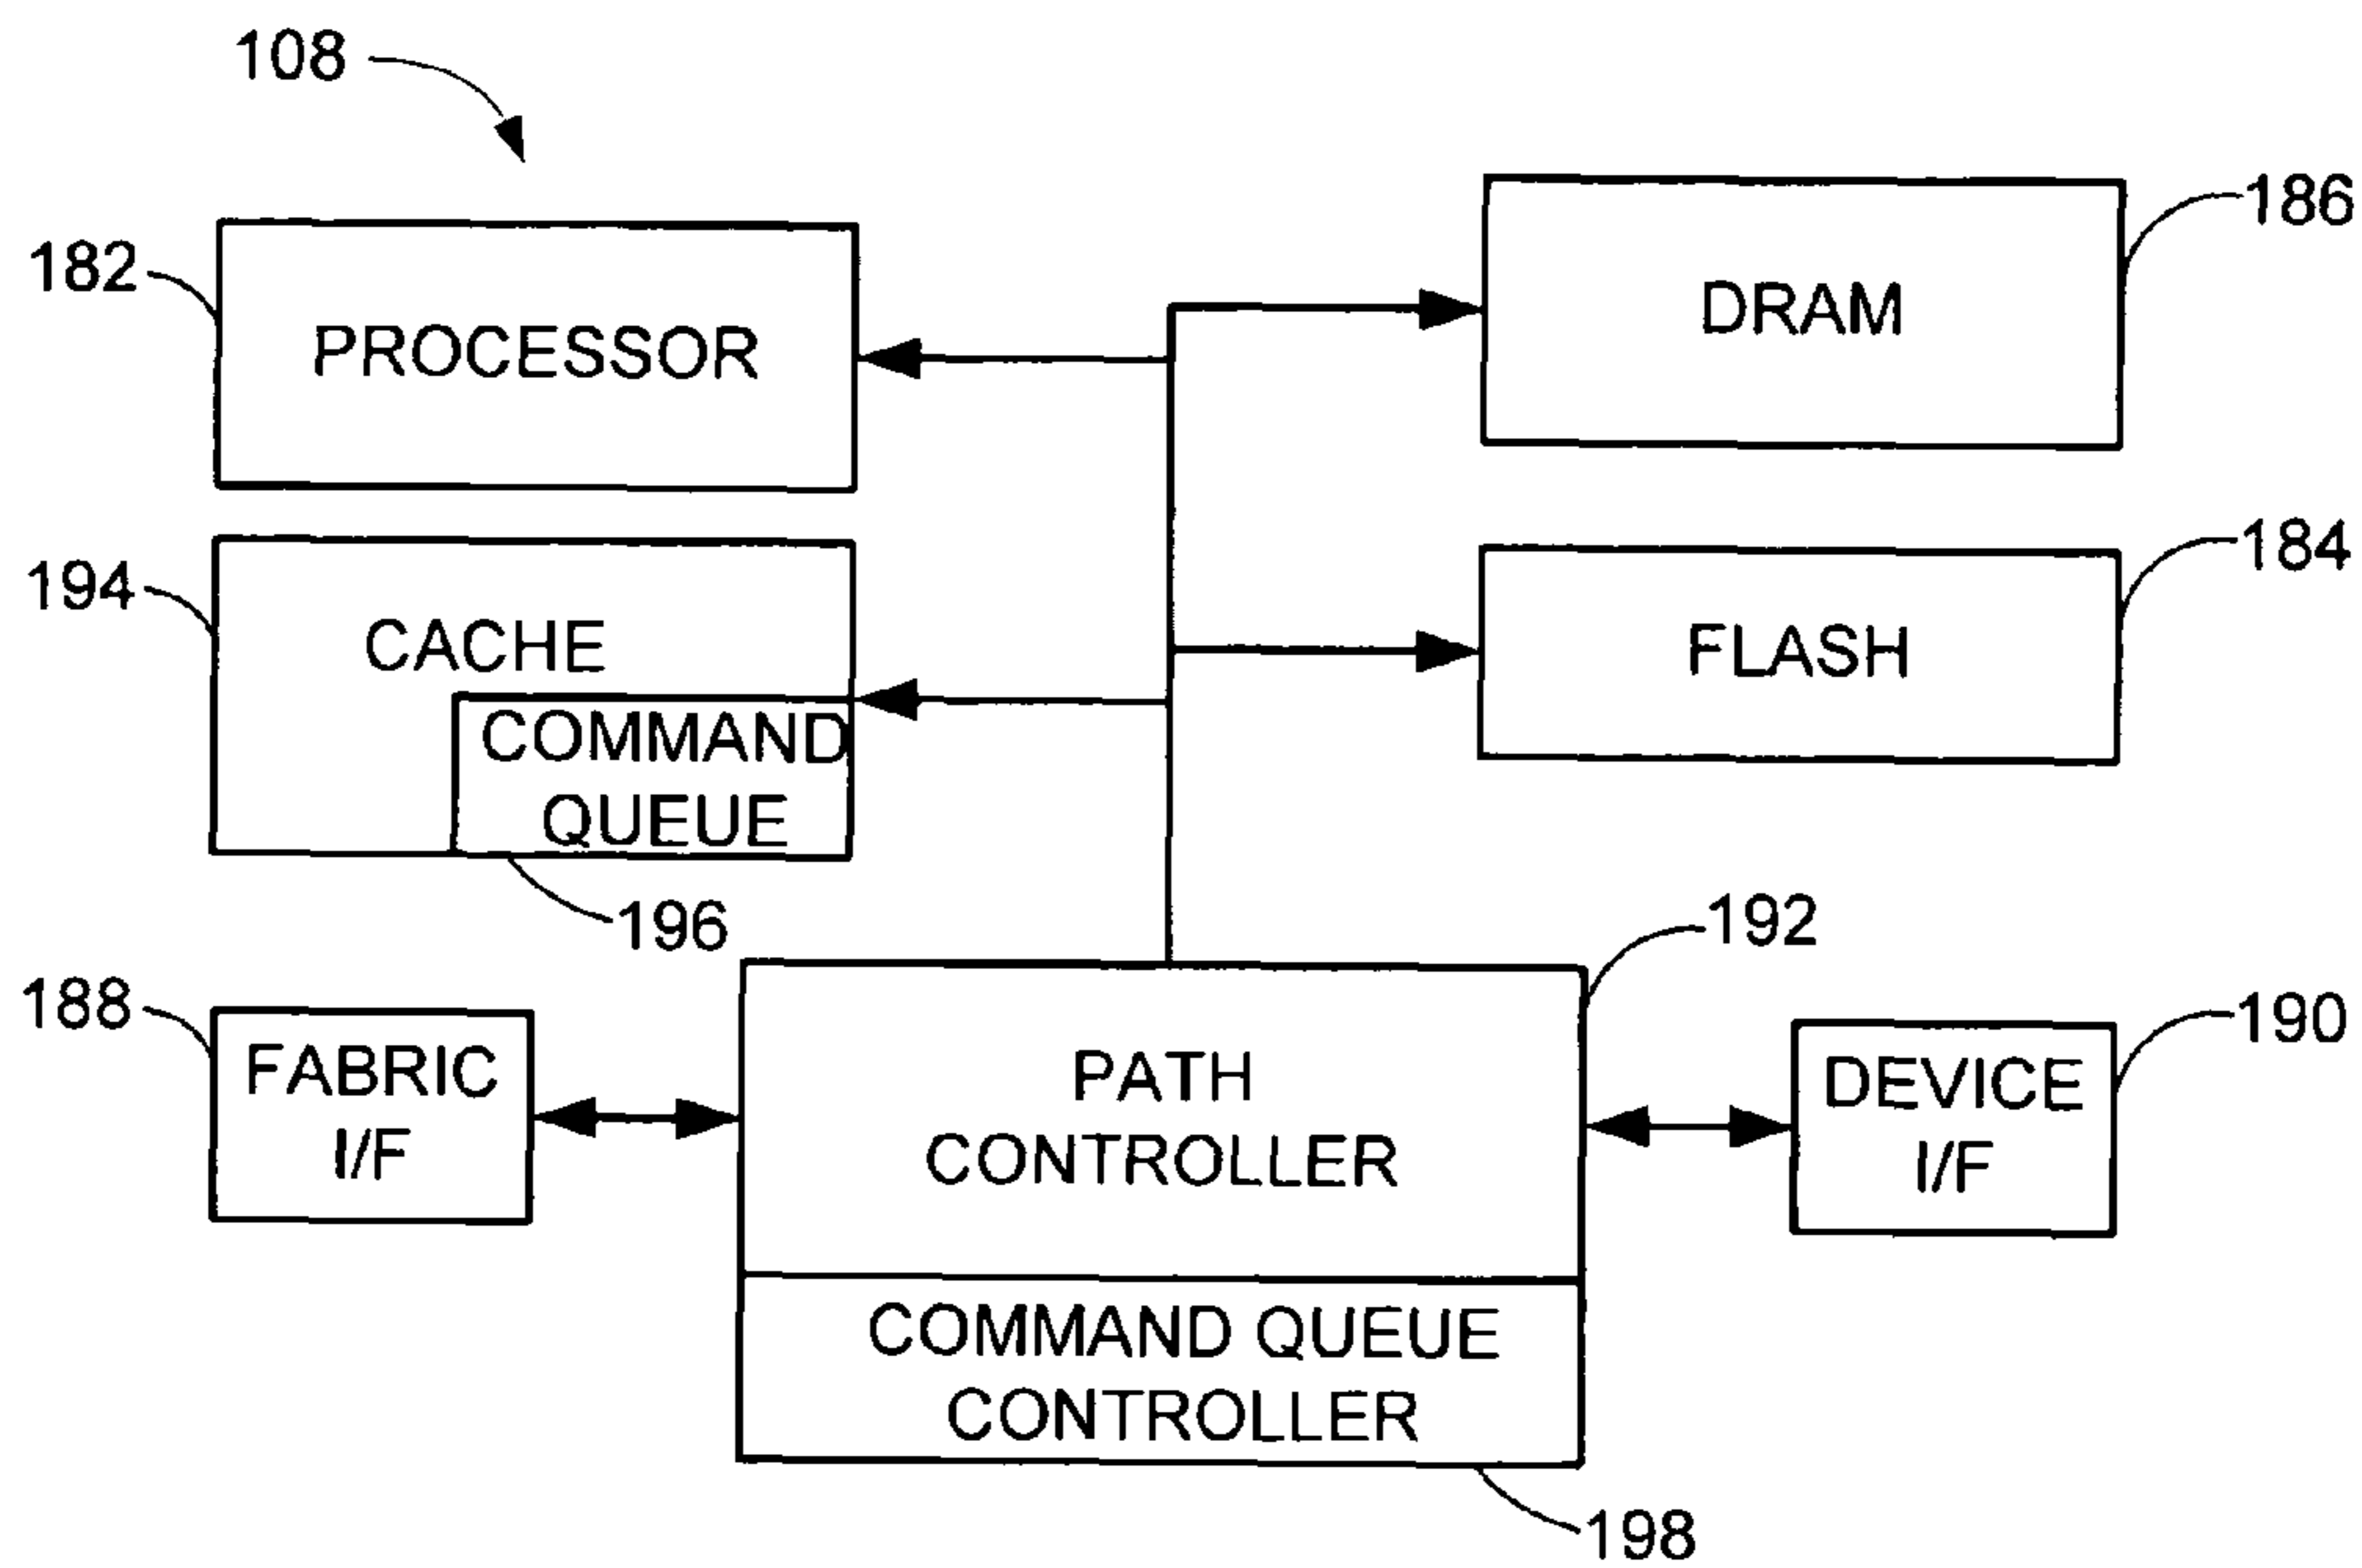 108
182
PROCESSOR
DRAM
186
194
CACHE
COMMAND
QUEUE
196
FLASH
184
188
FABRIC
I/F
PATH
CONTROLLER
192
DEVICE
I/F
190
COMMAND QUEUE
CONTROLLER
198